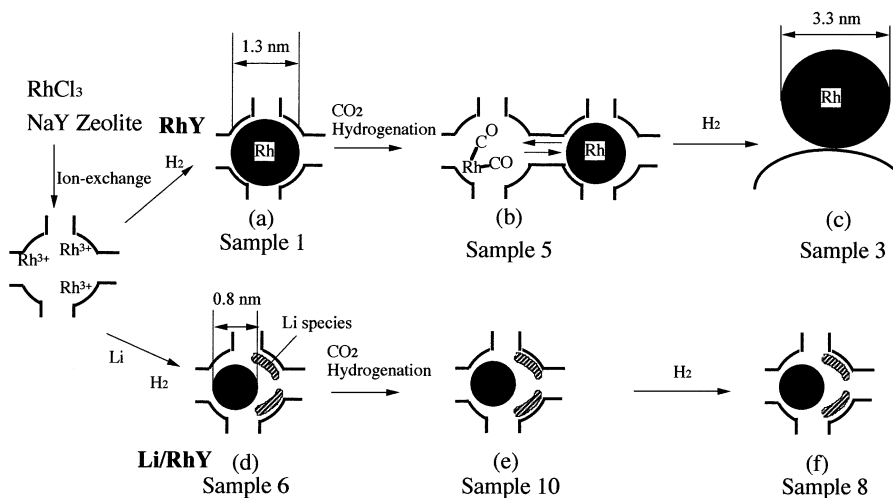 1.3 nm
3.3 nm
RhCl₃
NaY Zeolite
RhY
CO₂
Hydrogenation
H₂
Rh
Ion-exchange
H₂
Rh
CO
Rh
CO
Rh
(a)
Sample 1
(b)
Sample 5
(c)
Sample 3
Rh³⁺
Rh³⁺
Rh³⁺
0.8 nm
Li species
Li
H₂
CO₂
Hydrogenation
H₂
Li/RhY
(d)
Sample 6
(e)
Sample 10
(f)
Sample 8